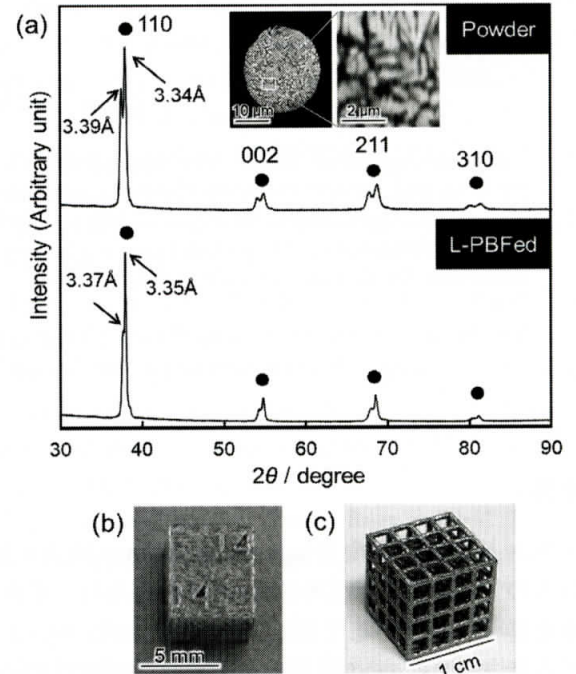 (a)
110
Powder
3.34Å
3.39Å
10 μm
2 μm
002
211
310
Intensity (Arbitrary unit)
L-PBFed
3.37Å
3.35Å
30 40 50 60 70 80 90
2θ / degree
(b)
(c)
5 mm
1 cm